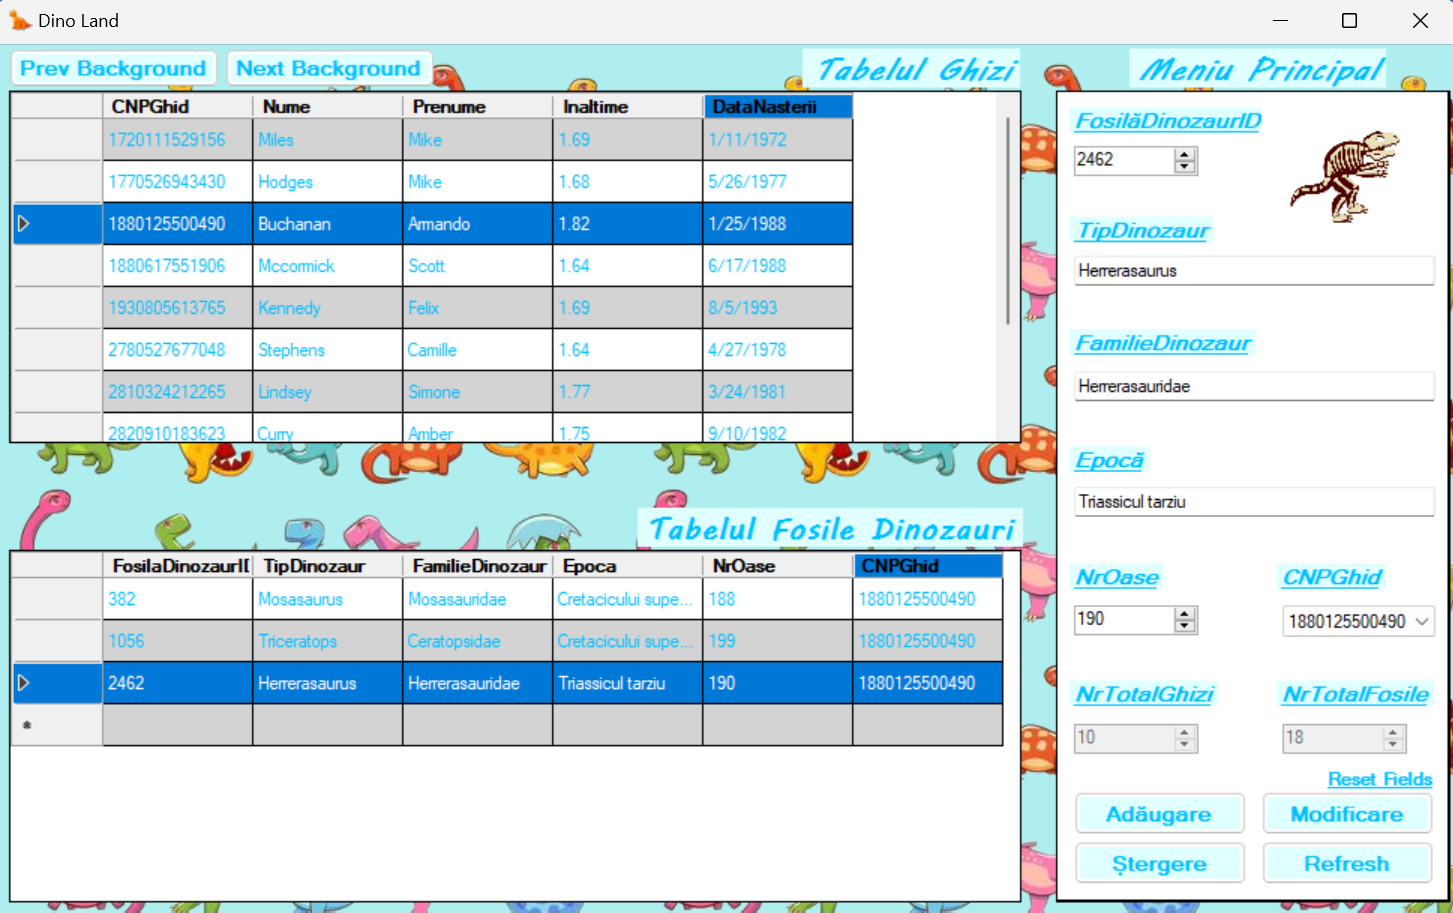 Dino Land
Prev Background Next Background
Tabelul Ghizi
Meniu Principal
CNPGhid Nume Prenume Inaltime DataNasterii
1720111529156 Miles Mike 1.69 1/11/1972
1770526943430 Hodges Mike 1.68 5/26/1977
1880125500490 Buchanan Armando 1.82 1/25/1988
1880617551906 Mccormick Scott 1.64 6/17/1988
1930805613765 Kennedy Felix 1.69 8/5/1993
2780527677048 Stephens Camille 1.64 4/27/1978
2810324212265 Lindsey Simone 1.77 3/24/1981
2820910183623 Curry Amber 1.75 9/10/1982
Tabelul Fosile Dinozauri
FosilaDinozaurI TipDinozaur FamilieDinozaur Epoca NrOase CNPGhid
382 Mosasaurus Mosasauridae Cretacicului supe... 188 1880125500490
1056 Triceratops Ceratopsidae Cretacicului supe... 199 1880125500490
2462 Herrerasaurus Herrerasauridae Triassicul tarziu 190 1880125500490
*
FosilăDinozaurID
2462
TipDinozaur
Herrerasaurus
FamilieDinozaur
Herrerasauridae
Epocă
Triassicul tarziu
NrOase CNPGhid
190 1880125500490
NrTotalGhizi NrTotalFosile
10 18
Reset Fields
Adăugare Modificare
Ștergere Refresh